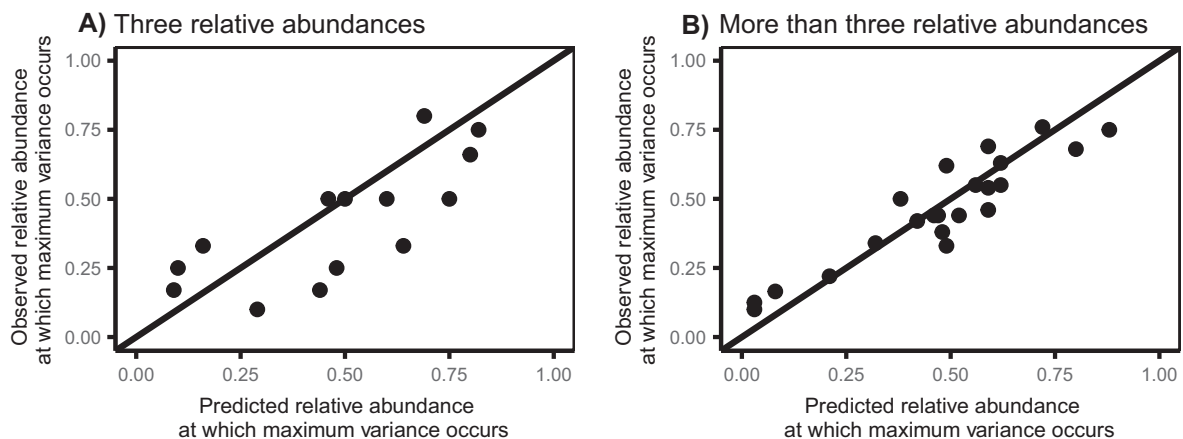 A) Three relative abundances
Observed relative abundance
at which maximum variance occurs
1.00
0.75
0.50
0.25
0.00
0.00 0.25 0.50 0.75 1.00
Predicted relative abundance
at which maximum variance occurs
B) More than three relative abundances
Observed relative abundance
at which maximum variance occurs
1.00
0.75
0.50
0.25
0.00
0.00 0.25 0.50 0.75 1.00
Predicted relative abundance
at which maximum variance occurs